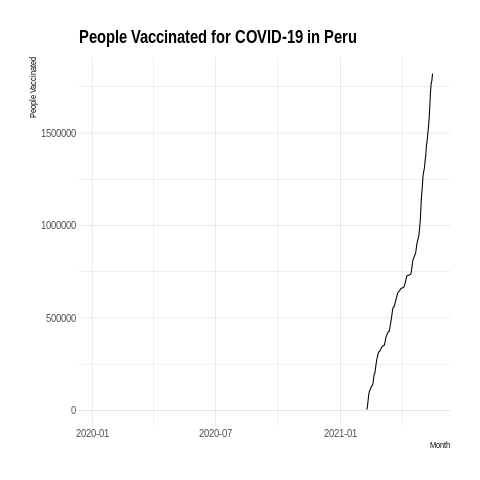 People Vaccinated for COVID-19 in Peru
People Vaccinated
1500000
1000000
500000
0
2020-01
2020-07
2021-01
Month